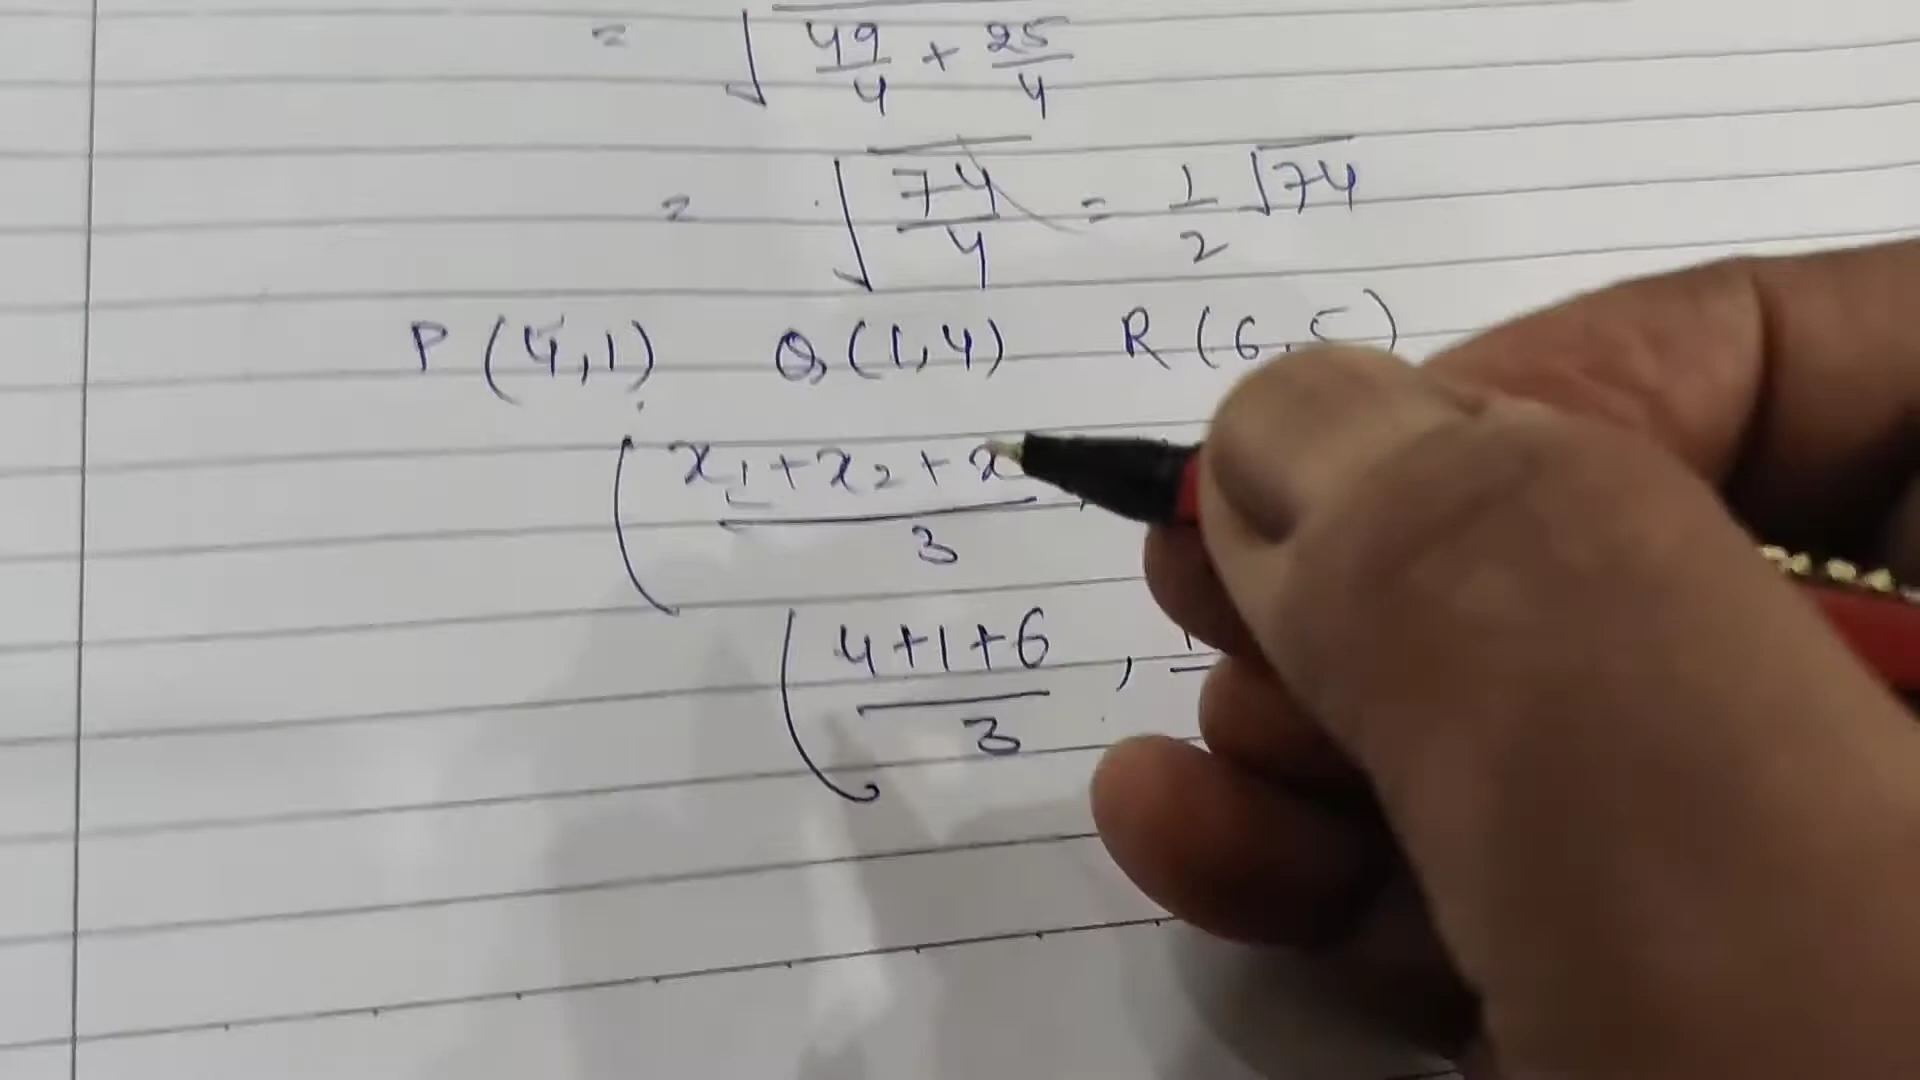 = √(49/4 + 25/4)
= √(74/4) = 1/2 √74
P (4,1) Q (1,4) R (6,5)
( x₁ + x₂ + x / 3
( 4+1+6 / 3 , 1